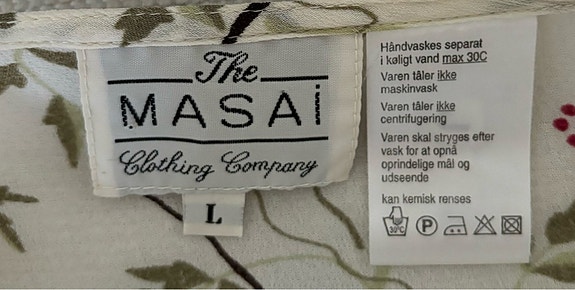 The
MASAi
Clothing Company
L
Håndvaskes separat
i køligt vand max 30C
Varen tåler ikke
maskinvask
Varen tåler ikke
centrifugering
Varen skal stryges efter
vask for at opnå
oprindelige mål og
udseende
kan kemisk renses
30°C P